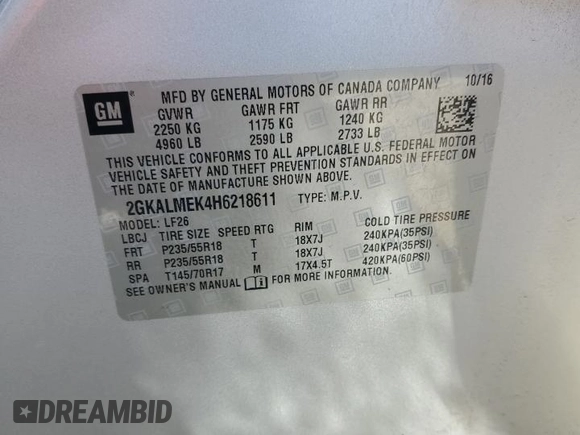 GM
MFD BY GENERAL MOTORS OF CANADA COMPANY 10/16
GVWR GAWR FRT GAWR RR
2250 KG 1175 KG 1240 KG
4960 LB 2590 LB 2733 LB
THIS VEHICLE CONFORMS TO ALL APPLICABLE U.S. FEDERAL MOTOR
VEHICLE SAFETY AND THEFT PREVENTION STANDARDS IN EFFECT ON
THE DATE OF MANUFACTURE SHOWN ABOVE.
2GKALMEK4H6218611 TYPE: M.P.V.
MODEL: LF26
LBCJ TIRE SIZE SPEED RTG RIM COLD TIRE PRESSURE
FRT P235/55R18 T 18X7J 240KPA(35PSI)
RR P235/55R18 T 18X7J 240KPA(35PSI)
SPA T145/70R17 M 17X4.5T 420KPA(60PSI)
SEE OWNER'S MANUAL FOR MORE INFORMATION.
DREAMBID